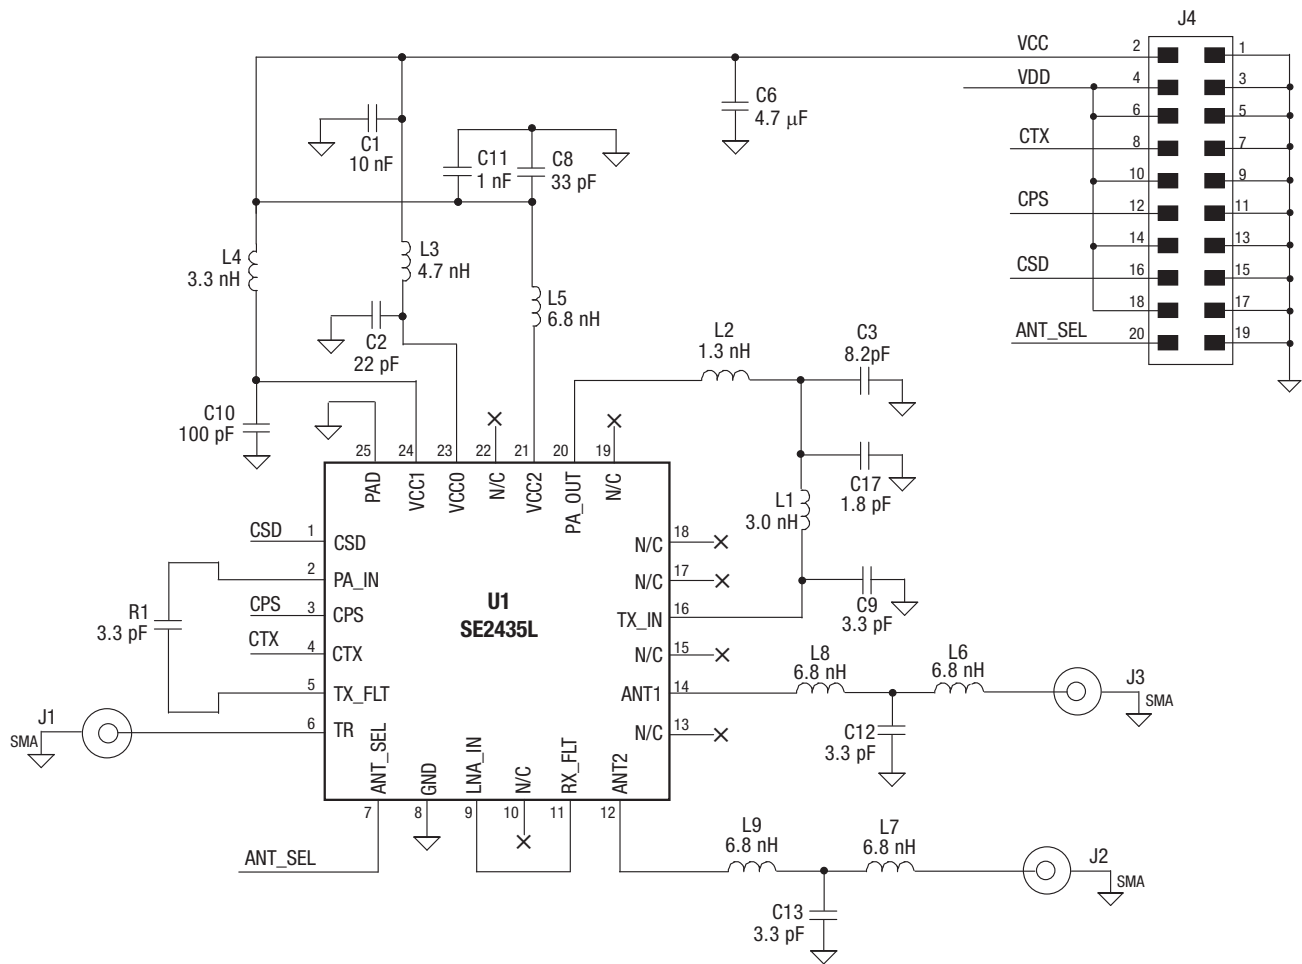 J4
VCC 2 1
VDD 4 3
6 5
CTX 8 7
10 9
CPS 12 11
14 13
CSD 16 15
18 17
ANT_SEL 20 19
C6
4.7 μF
C1
10 nF
C11
1 nF
C8
33 pF
L4
3.3 nH
L3
4.7 nH
L5
6.8 nH
C2
22 pF
L2
1.3 nH
C3
8.2pF
C10
100 pF
C17
1.8 pF
L1
3.0 nH
C9
3.3 pF
25 24 23 22 21 20 19
PAD VCC1 VCC0 N/C VCC2 PA_OUT N/C
CSD 1 CSD
2 PA_IN
CPS 3 CPS
CTX 4 CTX
5 TX_FLT
6 TR
R1
3.3 pF
J1
SMA
U1
SE2435L
N/C 18
N/C 17
TX_IN 16
N/C 15
ANT1 14
N/C 13
ANT_SEL GND LNA_IN N/C RX_FLT ANT2
7 8 9 10 11 12
ANT_SEL
L8
6.8 nH
L6
6.8 nH
J3
SMA
C12
3.3 pF
L9
6.8 nH
L7
6.8 nH
J2
SMA
C13
3.3 pF